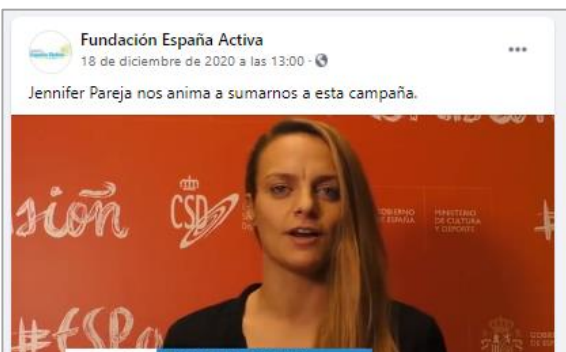 Fundación España Activa
18 de diciembre de 2020 a las 13:00 ·
Jennifer Pareja nos anima a sumarnos a esta campaña.
sión
CSD
GOBIERNO
DE ESPAÑA
MINISTERIO
DE CULTURA
Y DEPORTE
#ESPa